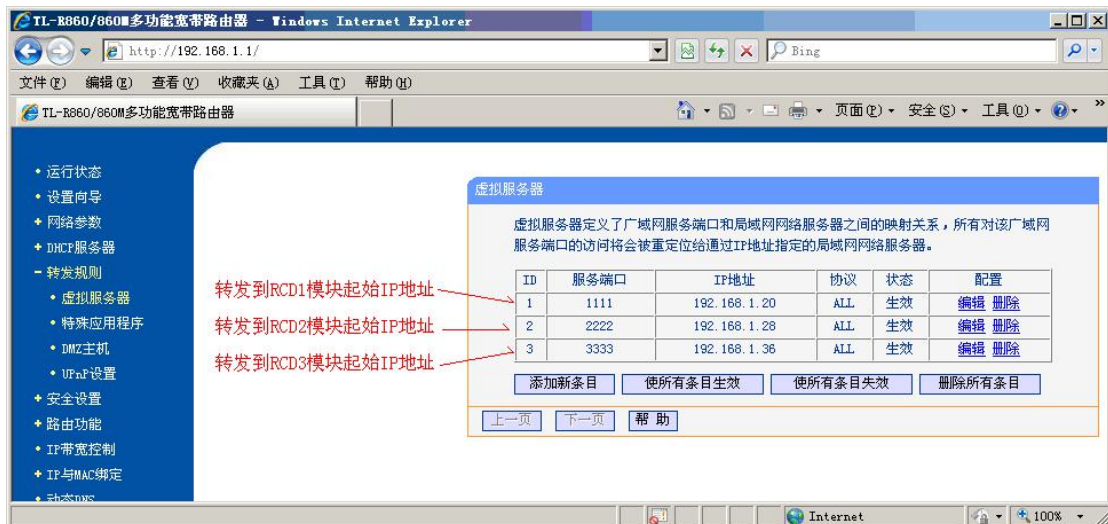 TL-R860/860M多功能宽带路由器 - Windows Internet Explorer
http://192.168.1.1/
Bing
文件(F) 编辑(E) 查看(V) 收藏夹(A) 工具(T) 帮助(H)
TL-R860/860M多功能宽带路由器
页面(P) 安全(S) 工具(O) »
• 运行状态
• 设置向导
+ 网络参数
+ DHCP服务器
- 转发规则
• 虚拟服务器
• 特殊应用程序
• DMZ主机
• UPnP设置
+ 安全设置
+ 路由功能
• IP带宽控制
+ IP与MAC绑定
• 动态DNS
转发到RCD1模块起始IP地址
转发到RCD2模块起始IP地址
转发到RCD3模块起始IP地址
虚拟服务器
虚拟服务器定义了广域网服务端口和局域网网络服务器之间的映射关系，所有对该广域网
服务端口的访问将会被重定位给通过IP地址指定的局域网网络服务器。
ID 服务端口 IP地址 协议 状态 配置
1 1111 192.168.1.20 ALL 生效 编辑 删除
2 2222 192.168.1.28 ALL 生效 编辑 删除
3 3333 192.168.1.36 ALL 生效 编辑 删除
添加新条目 使所有条目生效 使所有条目失效 删除所有条目
上一页 下一页 帮 助
Internet 100%